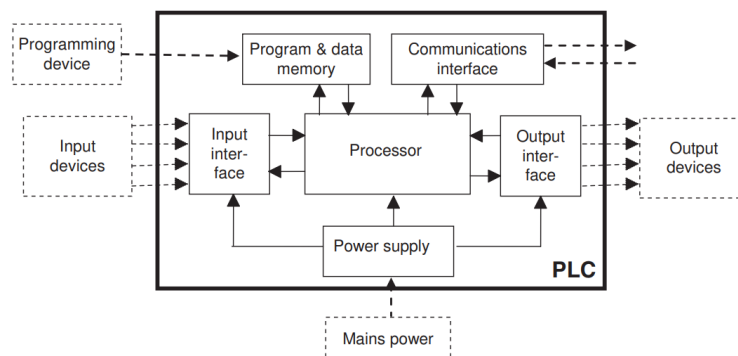 Programming
device
Program & data
memory
Communications
interface
Input
devices
Input
inter-
face
Processor
Output
inter-
face
Output
devices
Power supply
PLC
Mains power